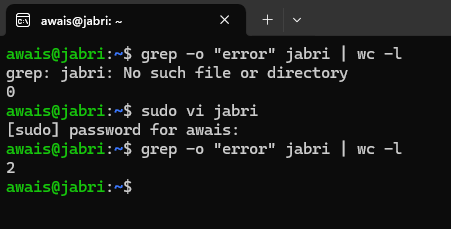 awais@jabri: ~
awais@jabri:~$ grep -o "error" jabri | wc -l
grep: jabri: No such file or directory
0
awais@jabri:~$ sudo vi jabri
[sudo] password for awais:
awais@jabri:~$ grep -o "error" jabri | wc -l
2
awais@jabri:~$